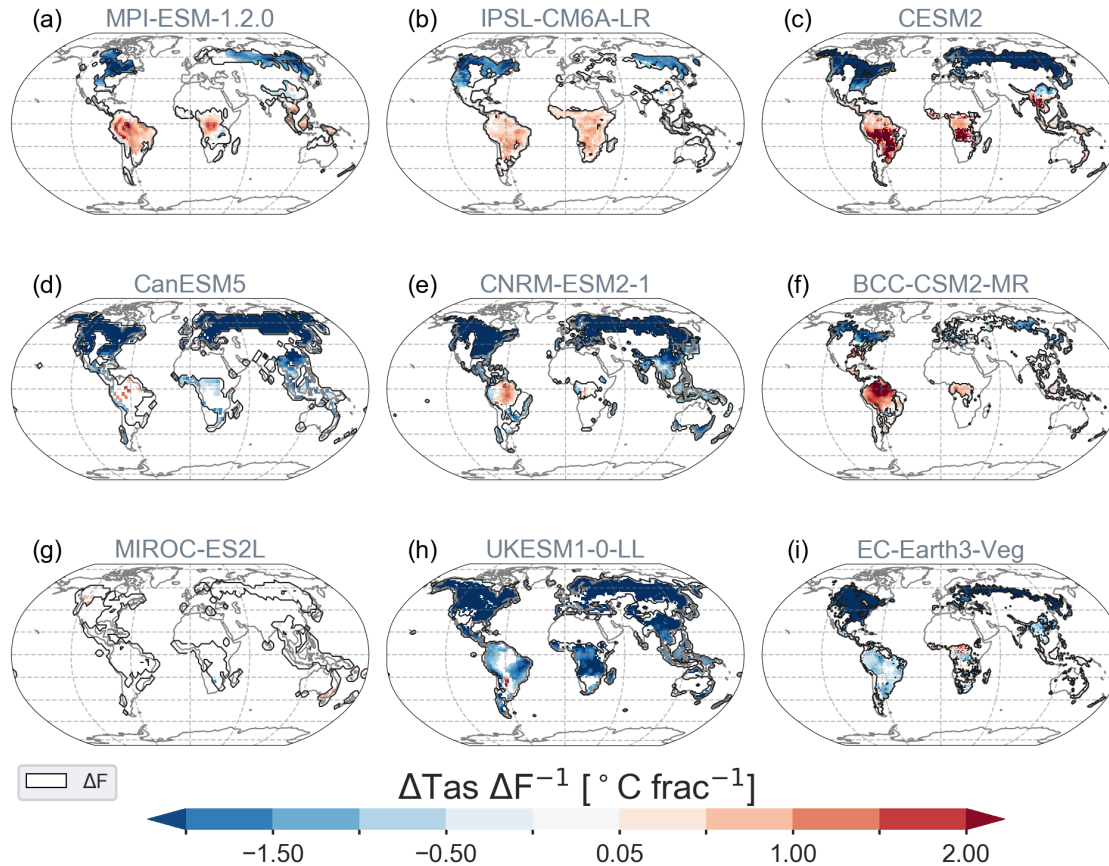 (a) MPI-ESM-1.2.0
(b) IPSL-CM6A-LR
(c) CESM2
(d) CanESM5
(e) CNRM-ESM2-1
(f) BCC-CSM2-MR
(g) MIROC-ES2L
(h) UKESM1-0-LL
(i) EC-Earth3-Veg
ΔF
ΔTas ΔF⁻¹ [°C frac⁻¹]
−1.50 −0.50 0.05 1.00 2.00